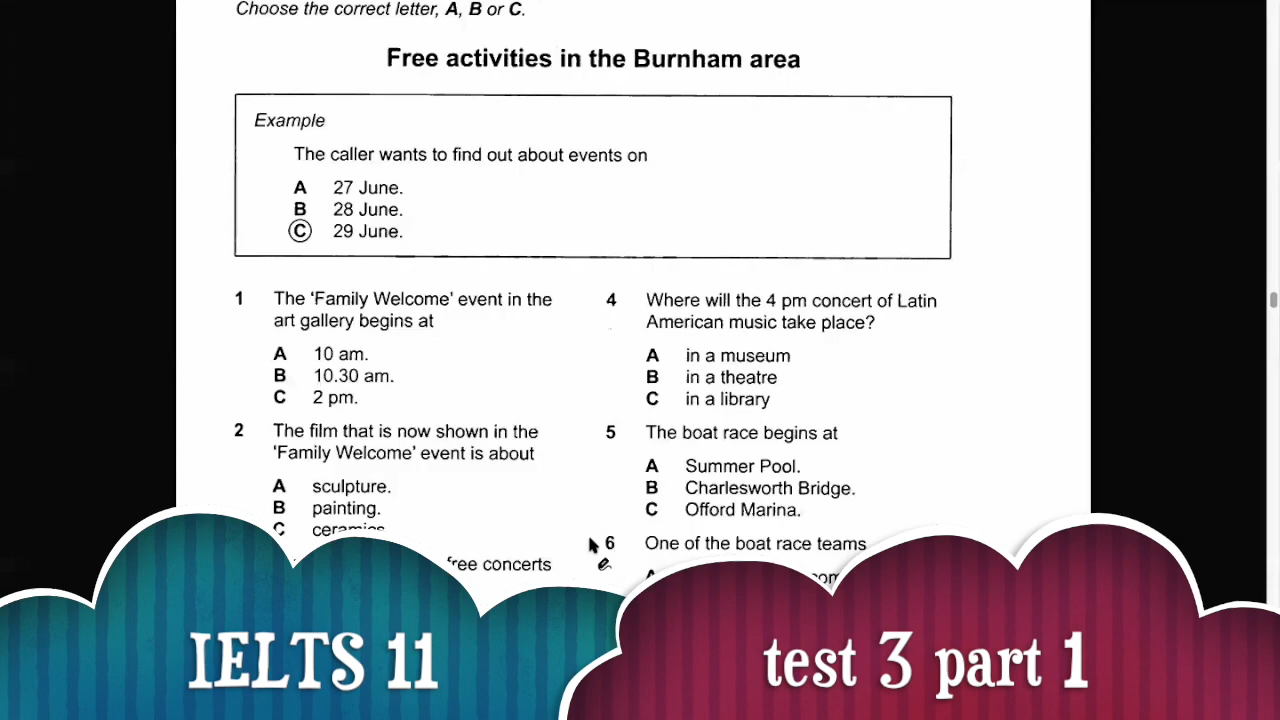 Choose the correct letter, A, B or C.
Free activities in the Burnham area
Example
The caller wants to find out about events on
A 27 June.
B 28 June.
C 29 June.
1 The 'Family Welcome' event in the
art gallery begins at
A 10 am.
B 10.30 am.
C 2 pm.
2 The film that is now shown in the
'Family Welcome' event is about
A sculpture.
B painting.
C ceramics.
free concerts
4 Where will the 4 pm concert of Latin
American music take place?
A in a museum
B in a theatre
C in a library
5 The boat race begins at
A Summer Pool.
B Charlesworth Bridge.
C Offord Marina.
6 One of the boat race teams
A
IELTS 11
test 3 part 1